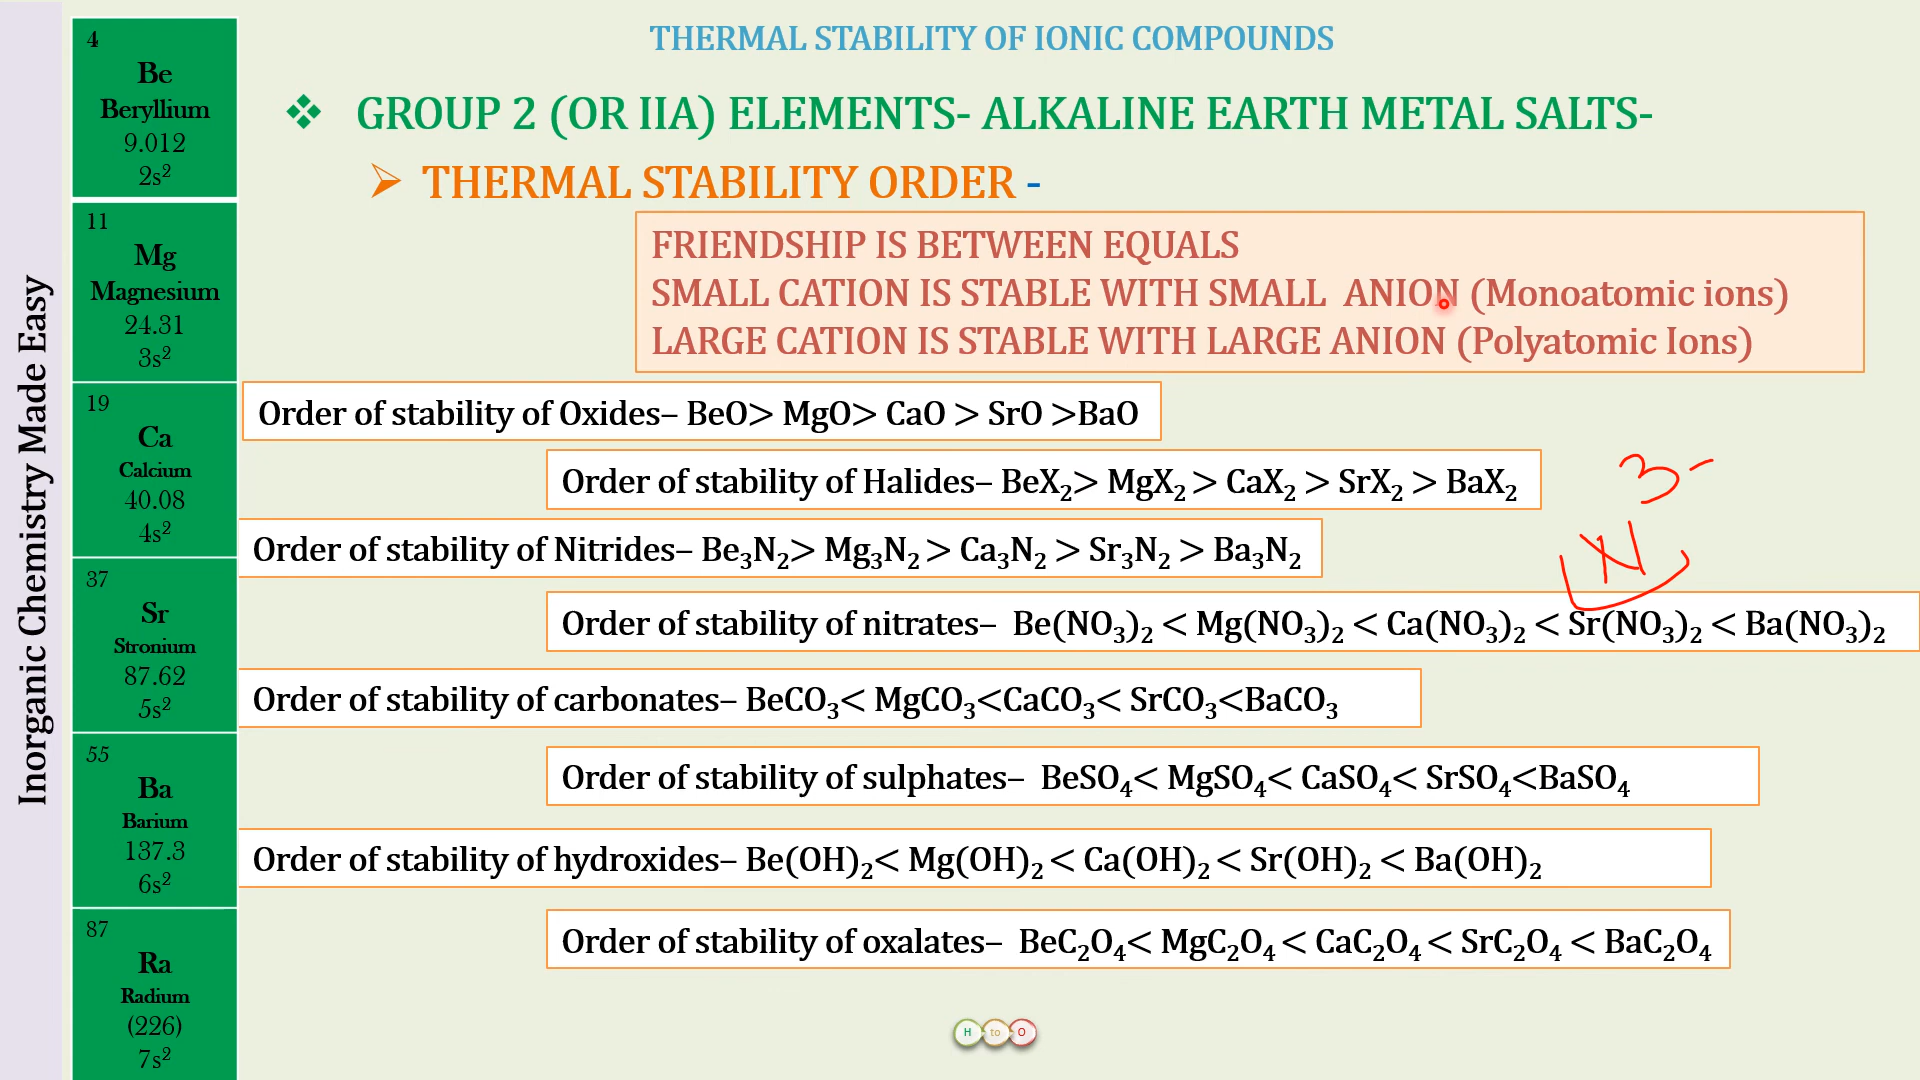 THERMAL STABILITY OF IONIC COMPOUNDS
❖ GROUP 2 (OR IIA) ELEMENTS- ALKALINE EARTH METAL SALTS-
➢ THERMAL STABILITY ORDER -
FRIENDSHIP IS BETWEEN EQUALS
SMALL CATION IS STABLE WITH SMALL ANION (Monoatomic ions)
LARGE CATION IS STABLE WITH LARGE ANION (Polyatomic Ions)
Order of stability of Oxides– BeO> MgO> CaO > SrO >BaO
Order of stability of Halides– BeX₂> MgX₂ > CaX₂ > SrX₂ > BaX₂
Order of stability of Nitrides– Be₃N₂> Mg₃N₂ > Ca₃N₂ > Sr₃N₂ > Ba₃N₂
Order of stability of nitrates– Be(NO₃)₂ < Mg(NO₃)₂ < Ca(NO₃)₂ < Sr(NO₃)₂ < Ba(NO₃)₂
Order of stability of carbonates– BeCO₃< MgCO₃<CaCO₃< SrCO₃<BaCO₃
Order of stability of sulphates– BeSO₄< MgSO₄< CaSO₄< SrSO₄<BaSO₄
Order of stability of hydroxides– Be(OH)₂< Mg(OH)₂ < Ca(OH)₂ < Sr(OH)₂ < Ba(OH)₂
Order of stability of oxalates– BeC₂O₄< MgC₂O₄ < CaC₂O₄ < SrC₂O₄ < BaC₂O₄
3-
N
Inorganic Chemistry Made Easy
4
Be
Beryllium
9.012
2s²
11
Mg
Magnesium
24.31
3s²
19
Ca
Calcium
40.08
4s²
37
Sr
Stronium
87.62
5s²
55
Ba
Barium
137.3
6s²
87
Ra
Radium
(226)
7s²
H to O